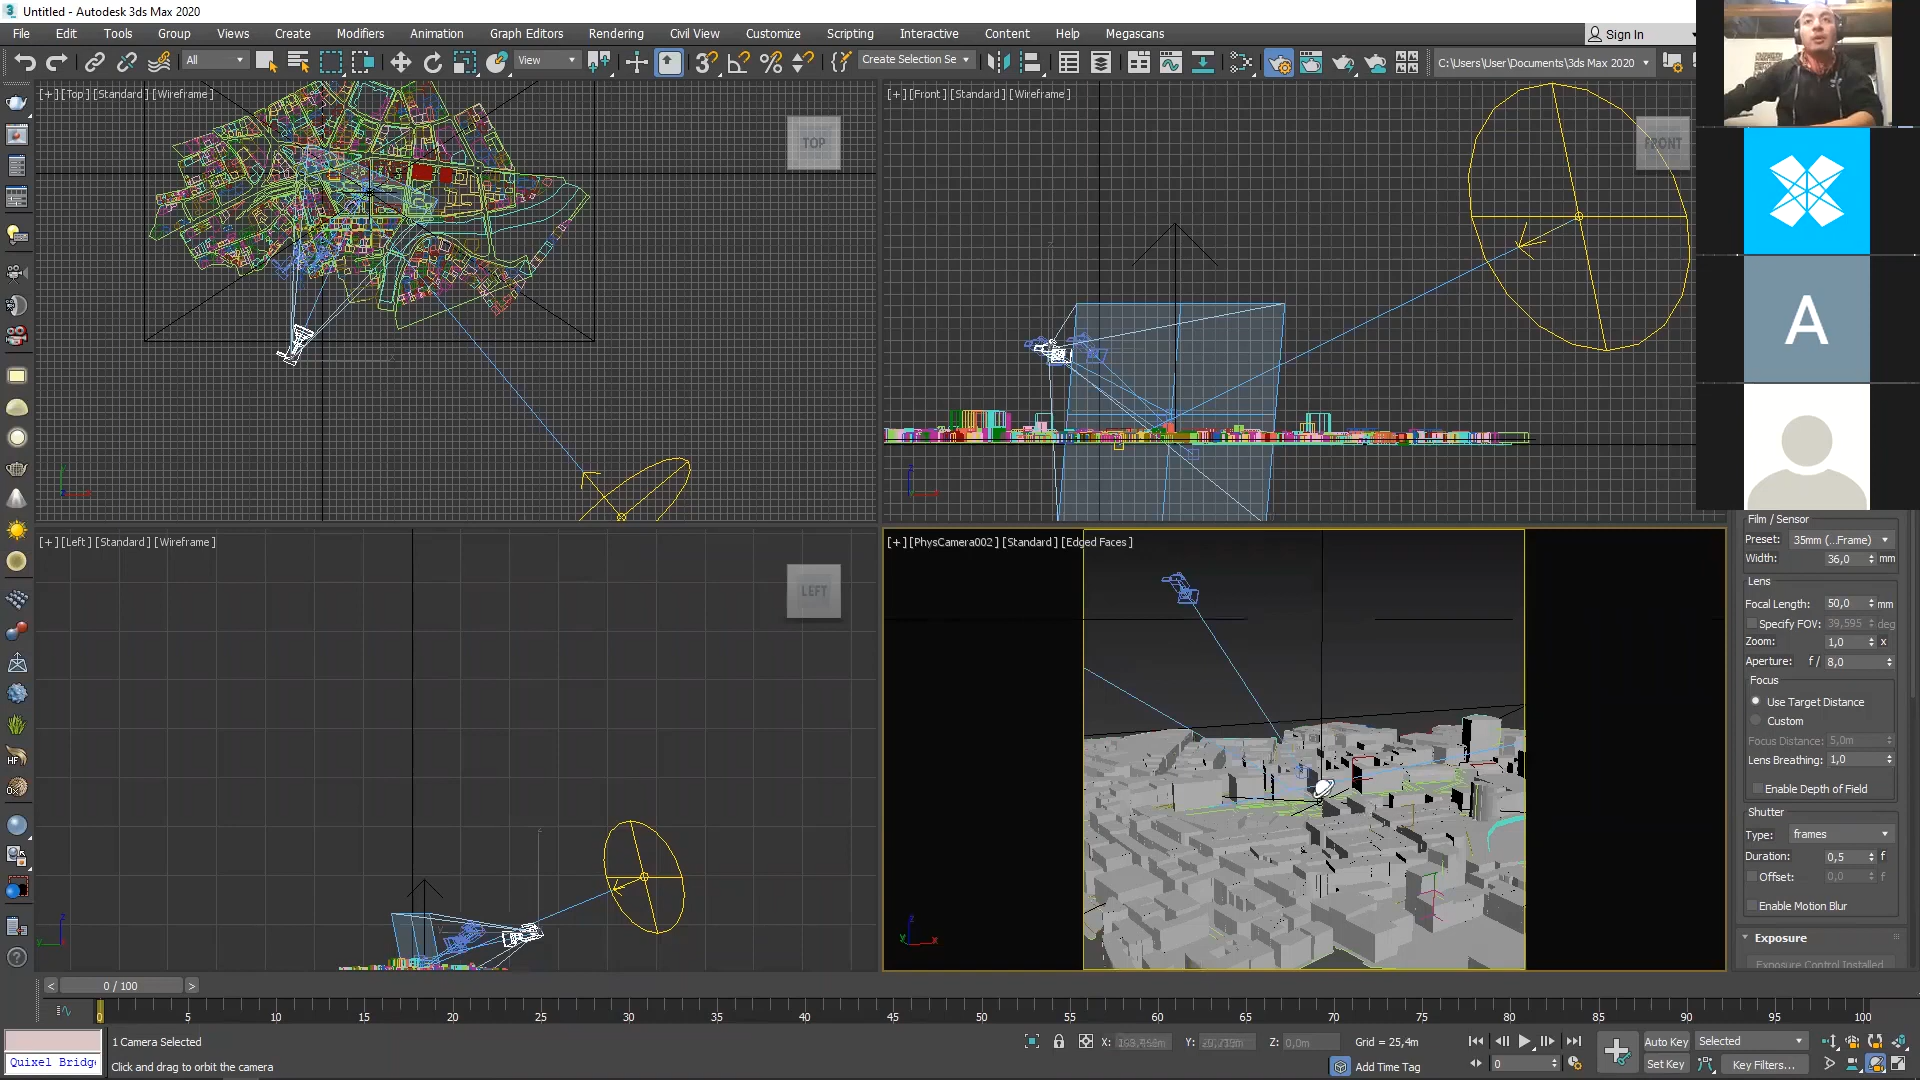 Untitled - Autodesk 3ds Max 2020
File Edit Tools Group Views Create Modifiers Animation Graph Editors Rendering Civil View Customize Scripting Interactive Content Help Megascans
Sign In
All
View
Create Selection Se
C:\Users\User\Documents\3ds Max 2020
[+] [Top] [Standard] [Wireframe]
TOP
[+] [Front] [Standard] [Wireframe]
FRONT
A
[+] [Left] [Standard] [Wireframe]
LEFT
[+] [PhysCamera002] [Standard] [Edged Faces]
Film / Sensor
Preset: 35mm (...Frame)
Width: 36,0 mm
Lens
Focal Length: 50,0 mm
Specify FOV: 39,595 deg
Zoom: 1,0 x
Aperture: f / 8,0
Focus
Use Target Distance
Custom
Focus Distance: 5,0m
Lens Breathing: 1,0
Enable Depth of Field
Shutter
Type: frames
Duration: 0,5 f
Offset: 0,0 f
Enable Motion Blur
Exposure
Exposure Control Installed
0 / 100
0 5 10 15 20 25 30 35 40 45 50 55 60 65 70 75 80 85 90 95 100
1 Camera Selected
X: Y: Z: 0,0m
Grid = 25,4m
Auto Key
Selected
Quixel Bridg
Click and drag to orbit the camera
Add Time Tag
0
Set Key
Key Filters...